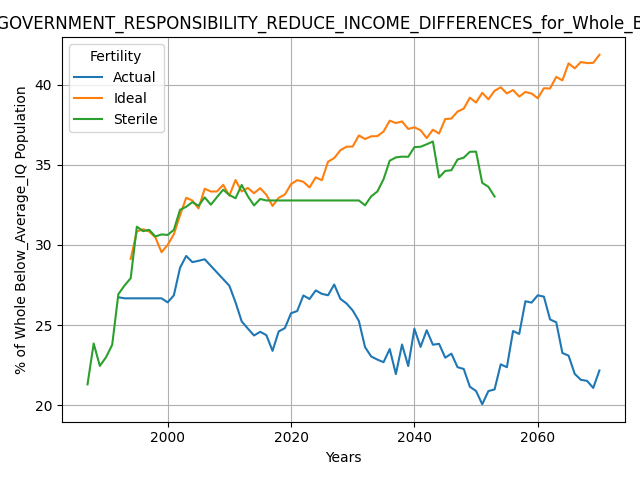 GOVERNMENT_RESPONSIBILITY_REDUCE_INCOME_DIFFERENCES_for_Whole_B
Fertility
Actual
Ideal
Sterile
% of Whole Below_Average_IQ Population
40
35
30
25
20
2000
2020
2040
2060
Years